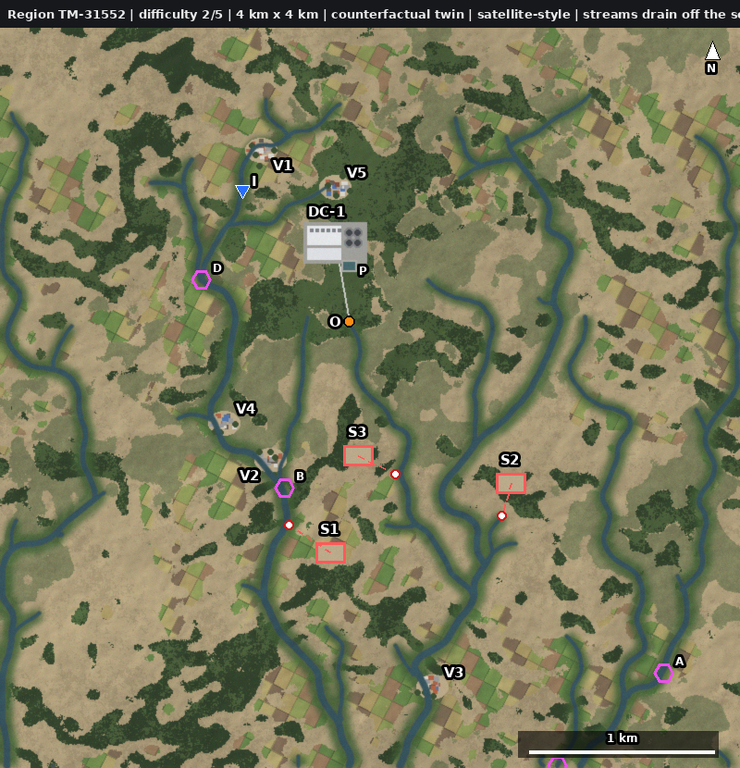 Region TM-31552 | difficulty 2/5 | 4 km x 4 km | counterfactual twin | satellite-style | streams drain off the s
N
V1
I
V5
DC-1
D
P
O
V4
S3
V2
B
S2
S1
A
V3
1 km